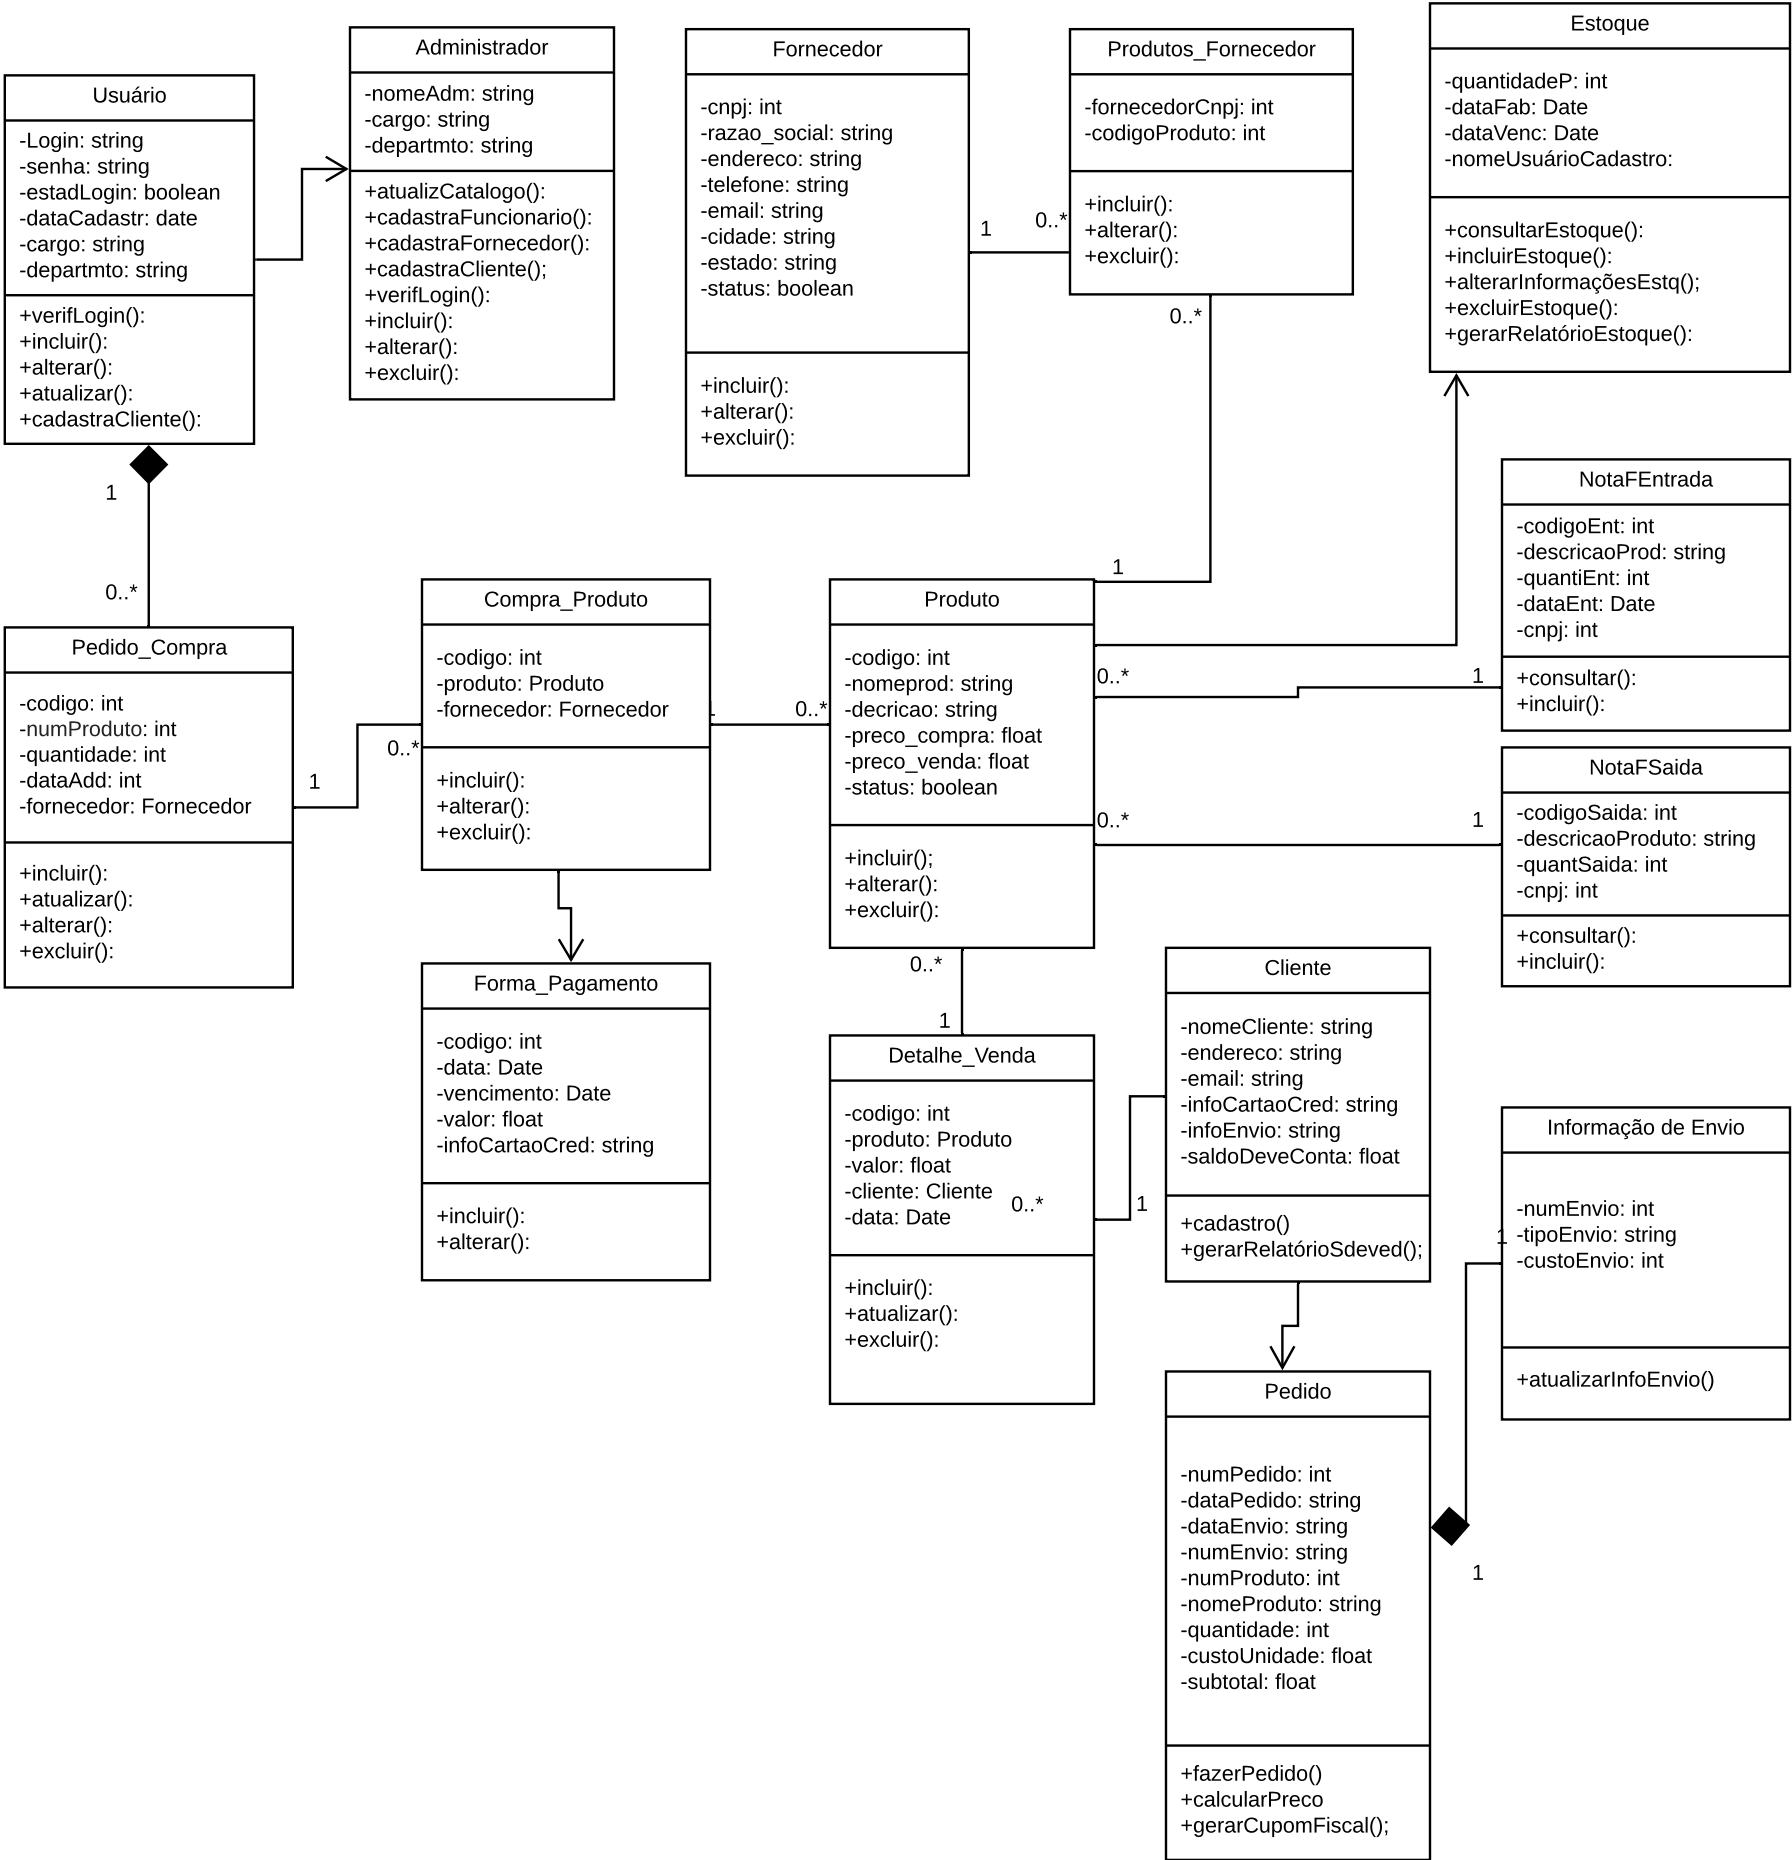 Usuário
-Login: string
-senha: string
-estadLogin: boolean
-dataCadastr: date
-cargo: string
-departmto: string
+verifLogin():
+incluir():
+alterar():
+atualizar():
+cadastraCliente():
Administrador
-nomeAdm: string
-cargo: string
-departmto: string
+atualizCatalogo():
+cadastraFuncionario():
+cadastraFornecedor():
+cadastraCliente();
+verifLogin():
+incluir():
+alterar():
+excluir():
Fornecedor
-cnpj: int
-razao_social: string
-endereco: string
-telefone: string
-email: string
-cidade: string
-estado: string
-status: boolean
+incluir():
+alterar():
+excluir():
1
0..*
Produtos_Fornecedor
-fornecedorCnpj: int
-codigoProduto: int
+incluir():
+alterar():
+excluir():
0..*
1
Estoque
-quantidadeP: int
-dataFab: Date
-dataVenc: Date
-nomeUsuárioCadastro:
+consultarEstoque():
+incluirEstoque():
+alterarInformaçõesEstq();
+excluirEstoque():
+gerarRelatórioEstoque():
1
0..*
Pedido_Compra
-codigo: int
-numProduto: int
-quantidade: int
-dataAdd: int
-fornecedor: Fornecedor
+incluir():
+atualizar():
+alterar():
+excluir():
1
0..*
Compra_Produto
-codigo: int
-produto: Produto
-fornecedor: Fornecedor
+incluir():
+alterar():
+excluir():
0..*
Produto
-codigo: int
-nomeprod: string
-decricao: string
-preco_compra: float
-preco_venda: float
-status: boolean
+incluir();
+alterar():
+excluir():
0..*
1
NotaFEntrada
-codigoEnt: int
-descricaoProd: string
-quantiEnt: int
-dataEnt: Date
-cnpj: int
+consultar():
+incluir():
0..*
1
NotaFSaida
-codigoSaida: int
-descricaoProduto: string
-quantSaida: int
-cnpj: int
+consultar():
+incluir():
Forma_Pagamento
-codigo: int
-data: Date
-vencimento: Date
-valor: float
-infoCartaoCred: string
+incluir():
+alterar():
0..*
1
Detalhe_Venda
-codigo: int
-produto: Produto
-valor: float
-cliente: Cliente
-data: Date
+incluir():
+atualizar():
+excluir():
0..*
1
Cliente
-nomeCliente: string
-endereco: string
-email: string
-infoCartaoCred: string
-infoEnvio: string
-saldoDeveConta: float
+cadastro()
+gerarRelatórioSdeved();
Informação de Envio
-numEnvio: int
-tipoEnvio: string
-custoEnvio: int
+atualizarInfoEnvio()
1
1
Pedido
-numPedido: int
-dataPedido: string
-dataEnvio: string
-numEnvio: string
-numProduto: int
-nomeProduto: string
-quantidade: int
-custoUnidade: float
-subtotal: float
+fazerPedido()
+calcularPreco
+gerarCupomFiscal();